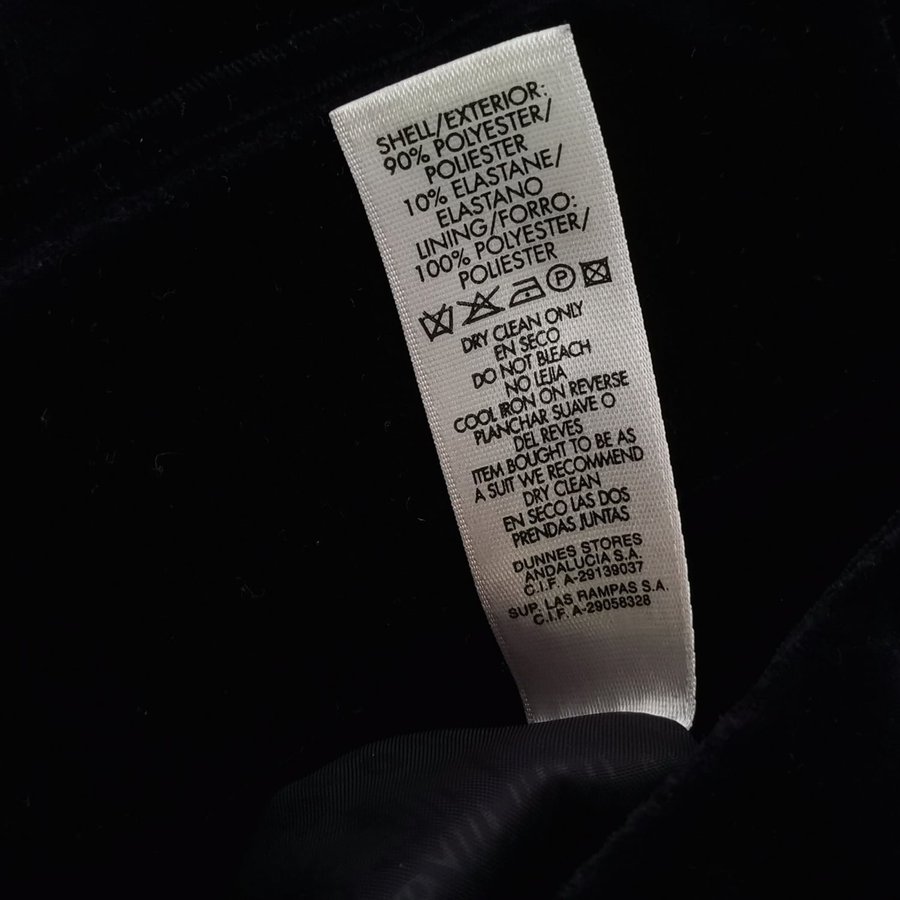 SHELL/EXTERIOR:
90% POLYESTER/
POLIESTER
10% ELASTANE/
ELASTANO
LINING/FORRO:
100% POLYESTER/
POLIESTER
P
DRY CLEAN ONLY
EN SECO
DO NOT BLEACH
NO LEJIA
COOL IRON ON REVERSE
PLANCHAR SUAVE O
DEL REVES
ITEM BOUGHT TO BE AS
A SUIT WE RECOMMEND
DRY CLEAN
EN SECO LAS DOS
PRENDAS JUNTAS
DUNNES STORES
ANDALUCIA S.A.
C.I.F. A-29139037
SUP. LAS RAMPAS S.A.
C.I.F. A-29058328